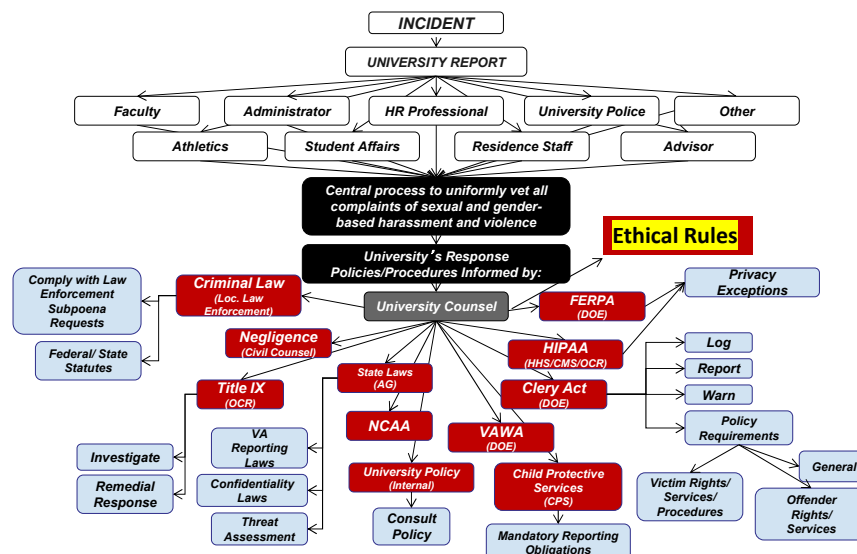 INCIDENT
UNIVERSITY REPORT
Faculty
Administrator
HR Professional
University Police
Other
Athletics
Student Affairs
Residence Staff
Advisor
Central process to uniformly vet all
complaints of sexual and gender-
based harassment and violence
University's Response
Policies/Procedures Informed by:
Ethical Rules
University Counsel
Criminal Law
(Loc. Law
Enforcement)
Comply with Law
Enforcement
Subpoena
Requests
Federal/ State
Statutes
FERPA
(DOE)
Privacy
Exceptions
Negligence
(Civil Counsel)
HIPAA
(HHS/CMS/OCR)
Title IX
(OCR)
State Laws
(AG)
Clery Act
(DOE)
Log
Report
Warn
Policy
Requirements
NCAA
VAWA
(DOE)
Investigate
Remedial
Response
VA
Reporting
Laws
Confidentiality
Laws
Threat
Assessment
University Policy
(Internal)
Consult
Policy
Child Protective
Services
(CPS)
Mandatory Reporting
Obligations
Victim Rights/
Services/
Procedures
General
Offender
Rights/
Services